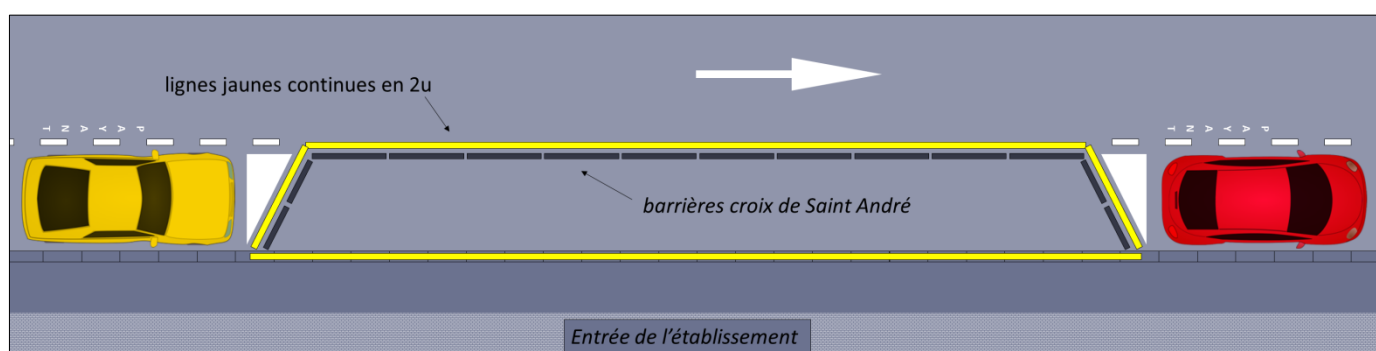 lignes jaunes continues en 2u
PAYANT
PAYANT
barrières croix de Saint André
Entrée de l'établissement